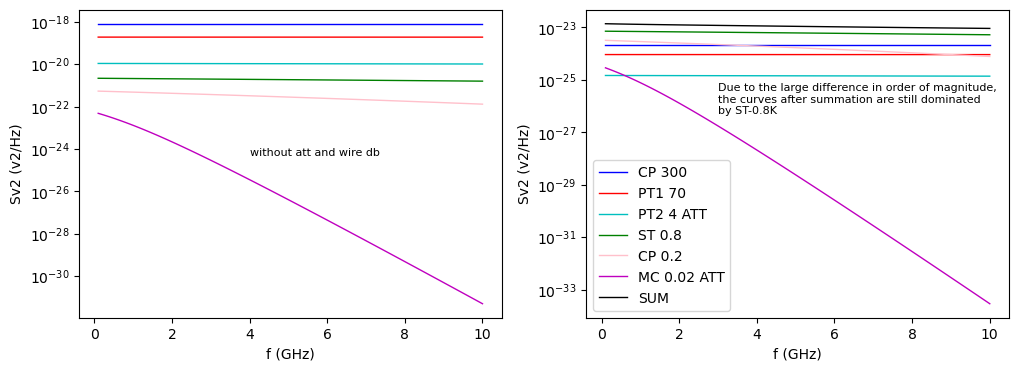 10⁻¹⁸
10⁻²⁰
10⁻²²
10⁻²⁴
10⁻²⁶
10⁻²⁸
10⁻³⁰
Sv2 (v2/Hz)
without att and wire db
0 2 4 6 8 10
f (GHz)
10⁻²³
10⁻²⁵
10⁻²⁷
10⁻²⁹
10⁻³¹
10⁻³³
Sv2 (v2/Hz)
Due to the large difference in order of magnitude,
the curves after summation are still dominated
by ST-0.8K
CP 300
PT1 70
PT2 4 ATT
ST 0.8
CP 0.2
MC 0.02 ATT
SUM
0 2 4 6 8 10
f (GHz)